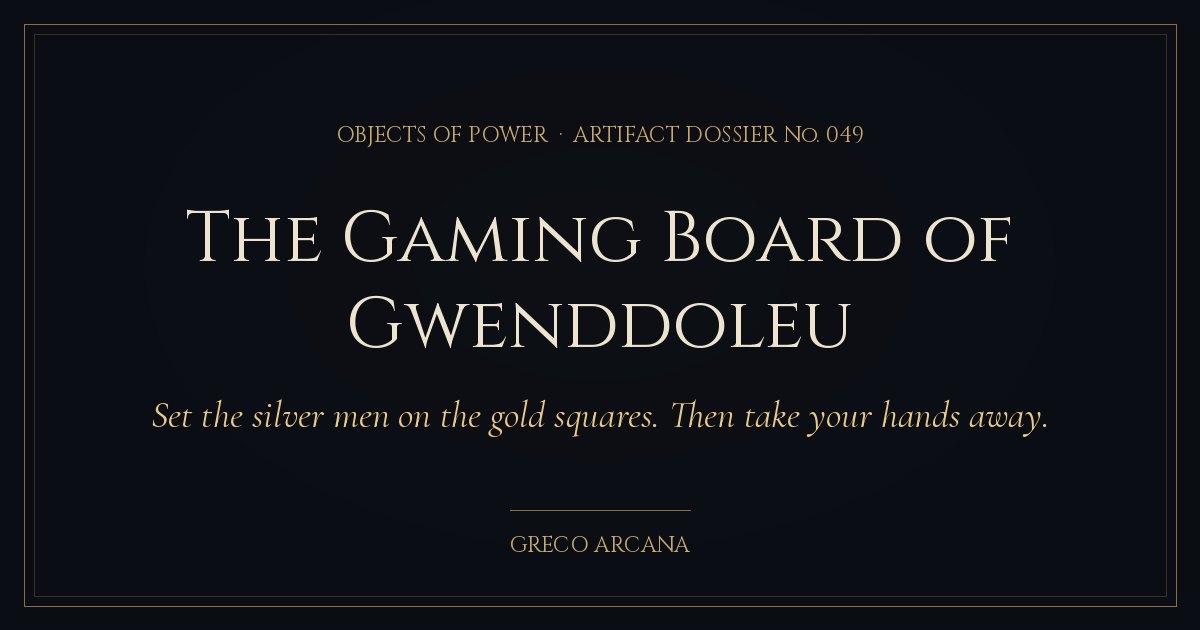 OBJECTS OF POWER · ARTIFACT DOSSIER No. 049
The Gaming Board of
Gwenddoleu
Set the silver men on the gold squares. Then take your hands away.
GRECO ARCANA